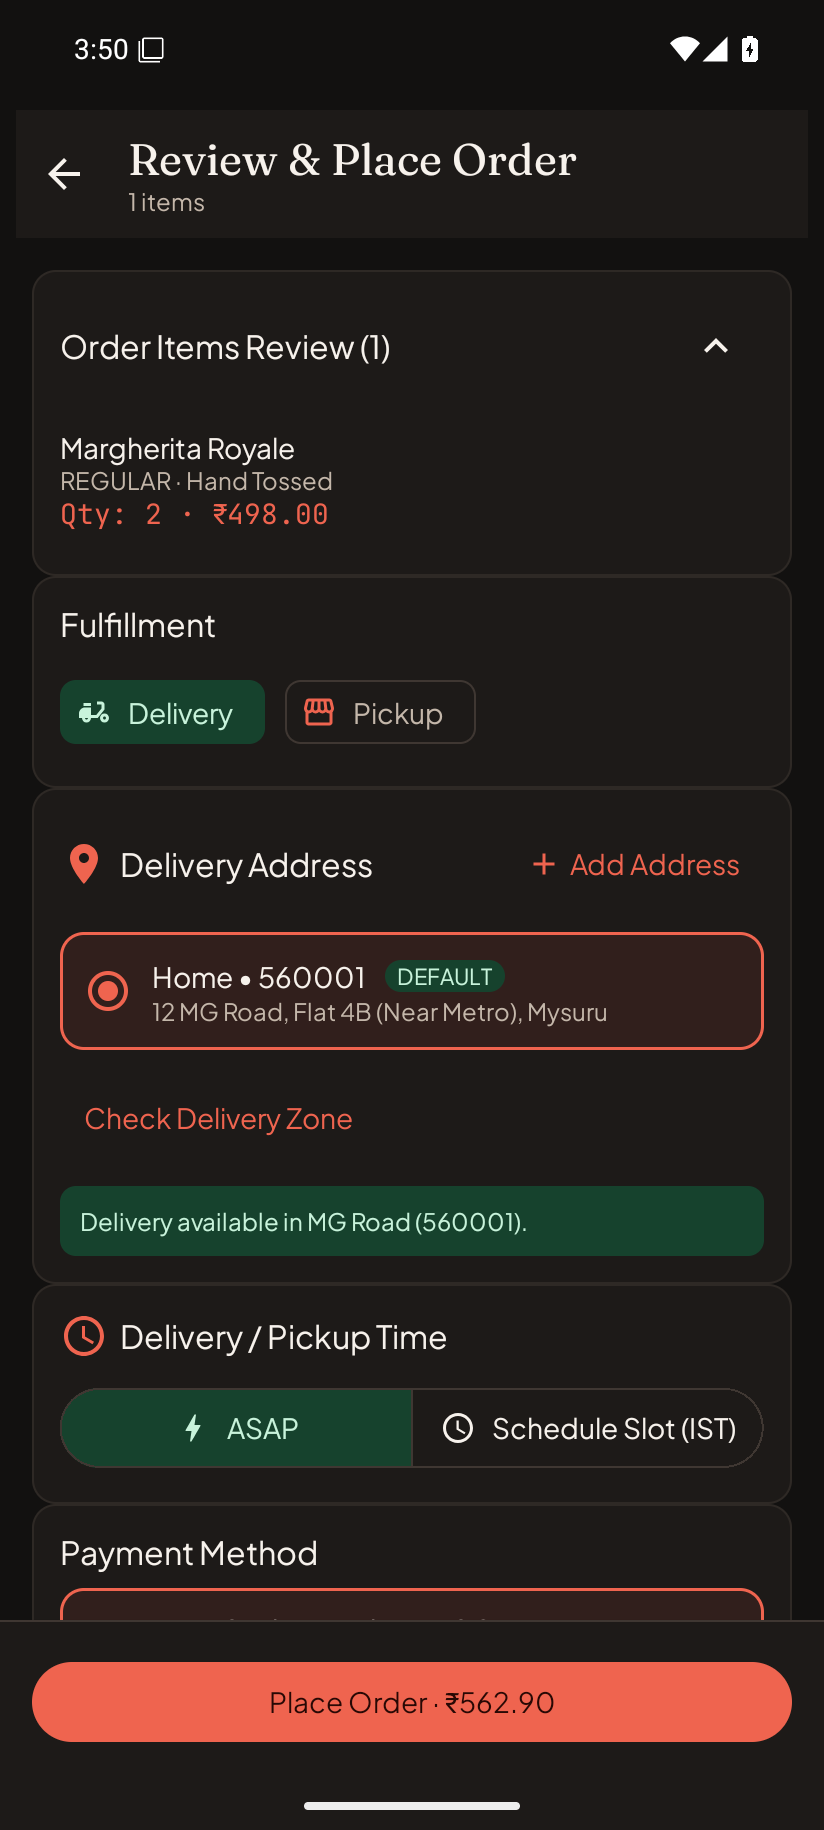 3:50
Review & Place Order
1 items
Order Items Review (1)
Margherita Royale
REGULAR · Hand Tossed
Qty: 2 · ₹498.00
Fulfillment
Delivery
Pickup
Delivery Address
+ Add Address
Home • 560001 DEFAULT
12 MG Road, Flat 4B (Near Metro), Mysuru
Check Delivery Zone
Delivery available in MG Road (560001).
Delivery / Pickup Time
ASAP
Schedule Slot (IST)
Payment Method
Place Order · ₹562.90